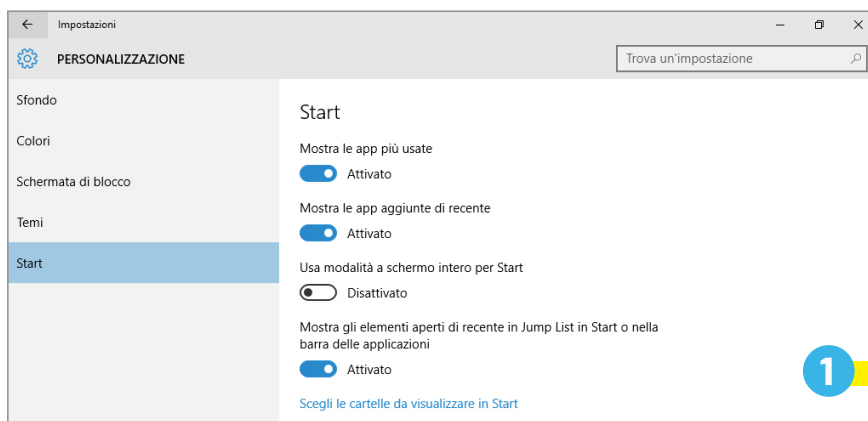 Impostazioni
PERSONALIZZAZIONE
Trova un'impostazione
Sfondo
Colori
Schermata di blocco
Temi
Start
Start
Mostra le app più usate
Attivato
Mostra le app aggiunte di recente
Attivato
Usa modalità a schermo intero per Start
Disattivato
Mostra gli elementi aperti di recente in Jump List in Start o nella
barra delle applicazioni
Attivato
Scegli le cartelle da visualizzare in Start
1